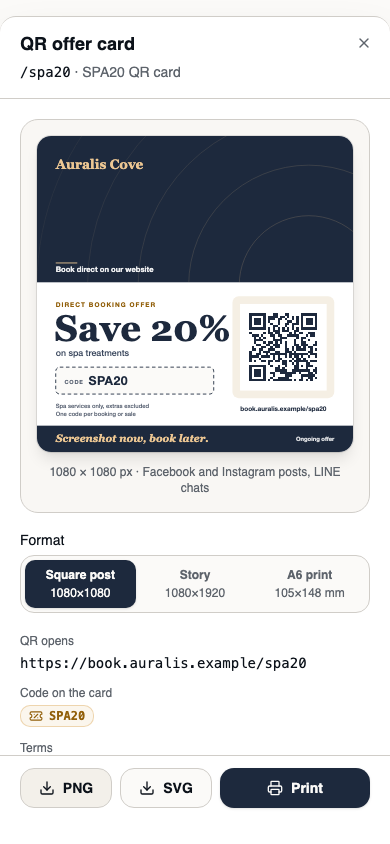 QR offer card
/spa20 · SPA20 QR card
Auralis Cove
Book direct on our website
DIRECT BOOKING OFFER
Save 20%
on spa treatments
CODE SPA20
Spa services only, extras excluded
One code per booking or sale
book.auralis.example/spa20
Screenshot now, book later.
Ongoing offer
1080 × 1080 px · Facebook and Instagram posts, LINE
chats
Format
Square post
1080×1080
Story
1080×1920
A6 print
105×148 mm
QR opens
https://book.auralis.example/spa20
Code on the card
SPA20
Terms
PNG
SVG
Print